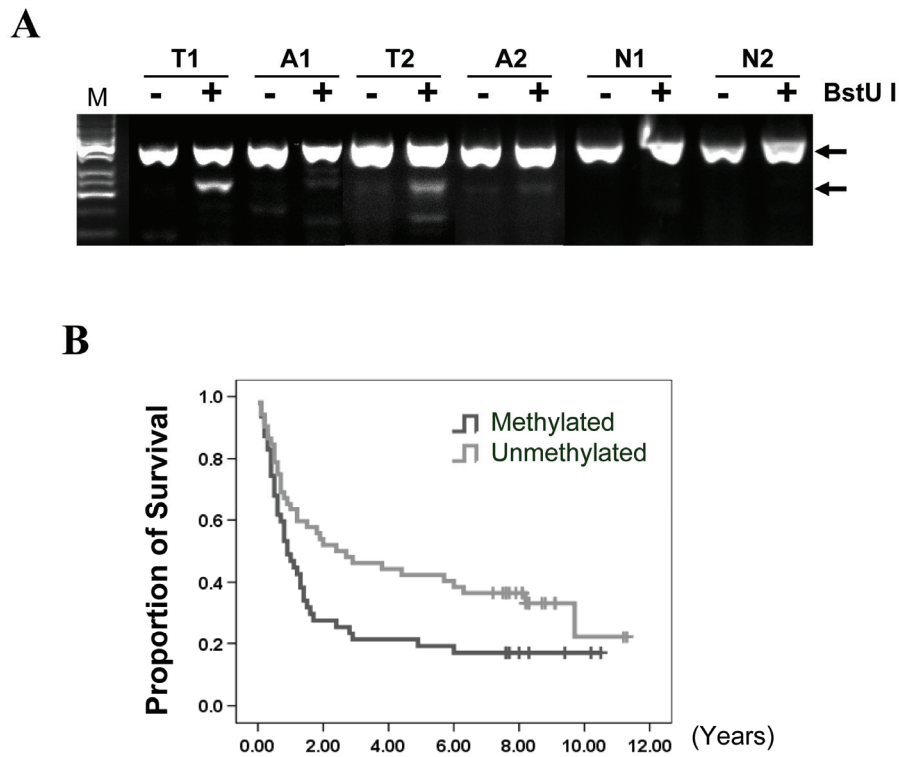 A
T1 A1 T2 A2 N1 N2
M - + - + - + - + - + - + BstU I
B
Proportion of Survival
1.0
0.8
0.6
0.4
0.2
0.0
Methylated
Unmethylated
0.00 2.00 4.00 6.00 8.00 10.00 12.00 (Years)